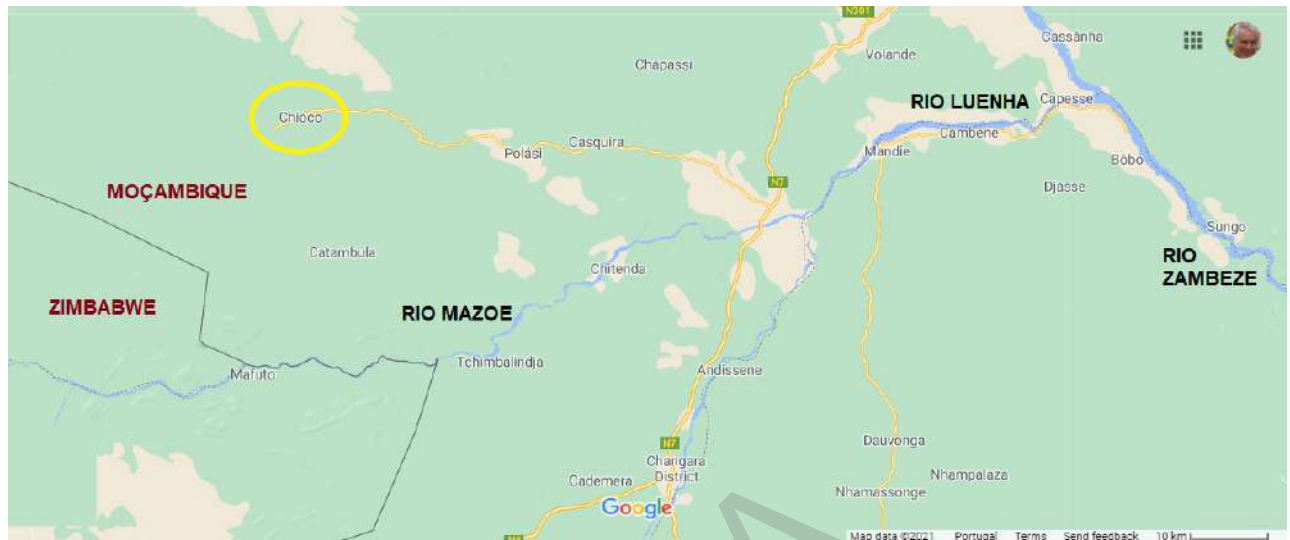 N301
Cassánha
Volande
Chapassi
RIO LUENHA
Capesse
Chioco
Cambene
Casquira
Mandie
Polási
Bôbó
N7
Djasse
MOÇAMBIQUE
Sungo
Catambula
RIO
ZAMBEZE
Chitenda
ZIMBABWE
RIO MAZOE
Tchimbalindja
Mafuto
Andissene
N7
Dauvonga
Changara
District
Cademera
Nhampalaza
Nhamassonge
Google
Map data ©2021 Portugal Terms Send feedback 10 km